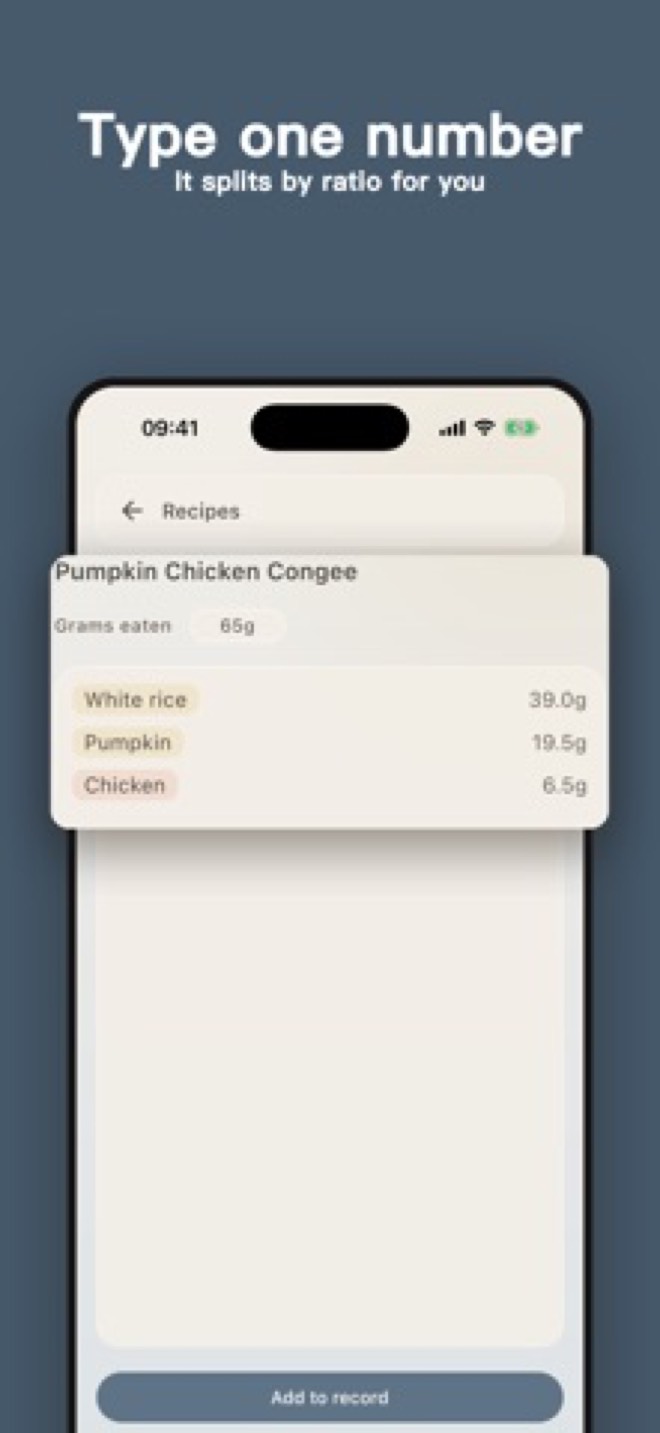 Type one number
It splits by ratio for you
09:41
Recipes
Pumpkin Chicken Congee
Grams eaten 65g
White rice 39.0g
Pumpkin 19.5g
Chicken 6.5g
Add to record